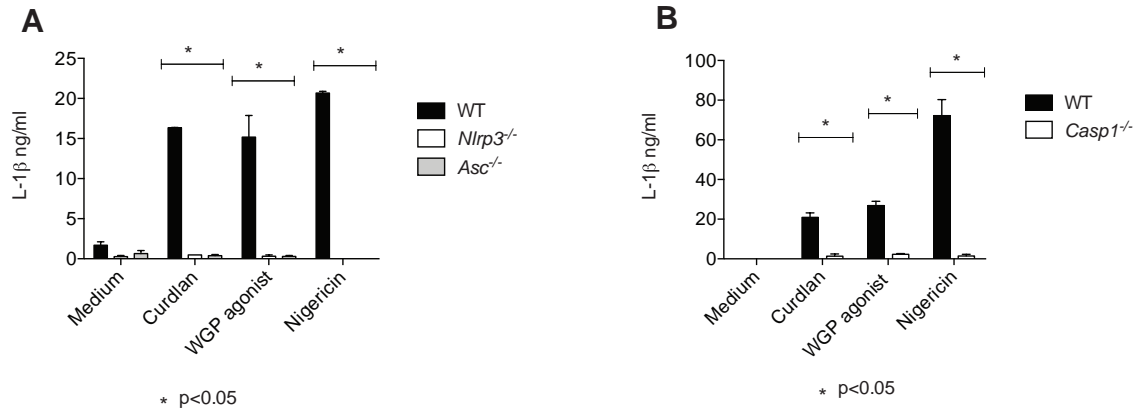 A
25
20
15
10
5
0
L-1β ng/ml
*
*
*
WT
Nlrp3-/-
Asc-/-
Medium
Curdlan
WGP agonist
Nigericin
* p<0.05
B
100
80
60
40
20
0
L-1β ng/ml
*
*
*
WT
Casp1-/-
Medium
Curdlan
WGP agonist
Nigericin
* p<0.05